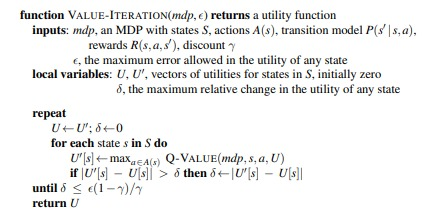 function VALUE-ITERATION(mdp, ϵ) returns a utility function
inputs: mdp, an MDP with states S, actions A(s), transition model P(s′ | s, a),
rewards R(s, a, s′), discount γ
ϵ, the maximum error allowed in the utility of any state
local variables: U, U′, vectors of utilities for states in S, initially zero
δ, the maximum relative change in the utility of any state
repeat
U ← U′; δ ← 0
for each state s in S do
U′[s] ← max a∈A(s) Q-VALUE(mdp, s, a, U)
if |U′[s] − U[s]| > δ then δ ← |U′[s] − U[s]|
until δ ≤ ϵ(1−γ)/γ
return U